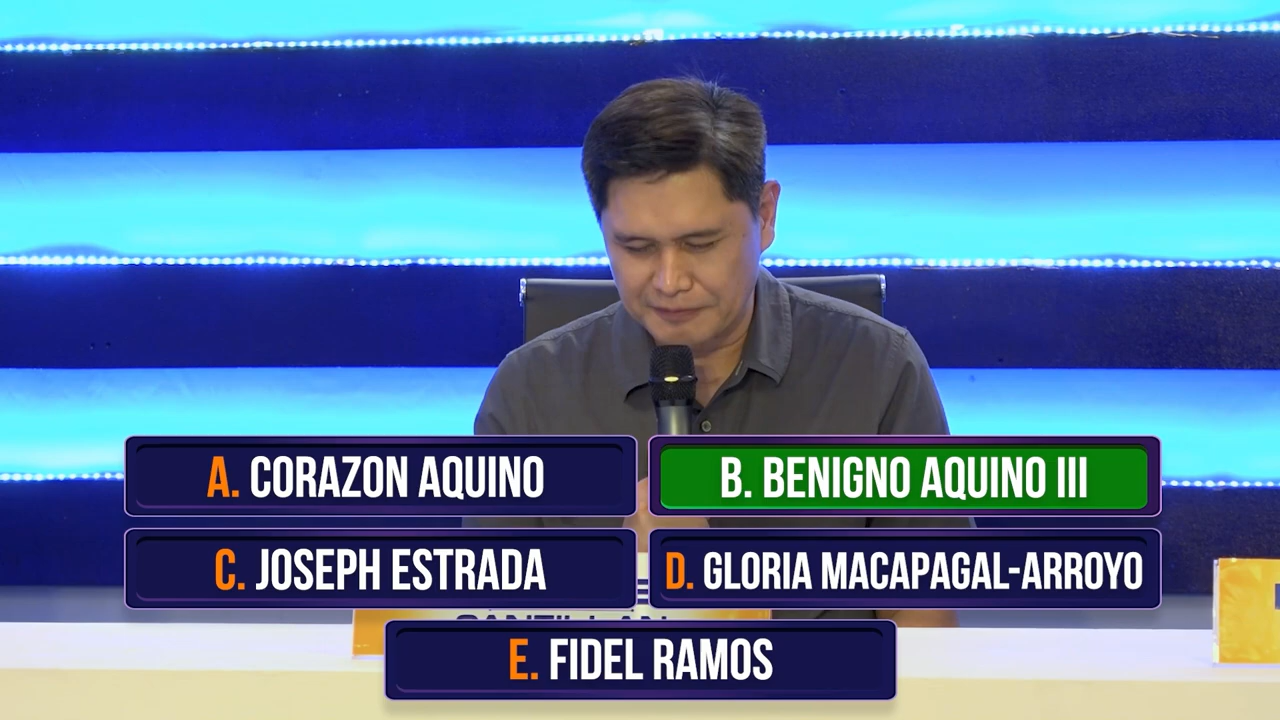 A. CORAZON AQUINO
B. BENIGNO AQUINO III
C. JOSEPH ESTRADA
D. GLORIA MACAPAGAL-ARROYO
E. FIDEL RAMOS